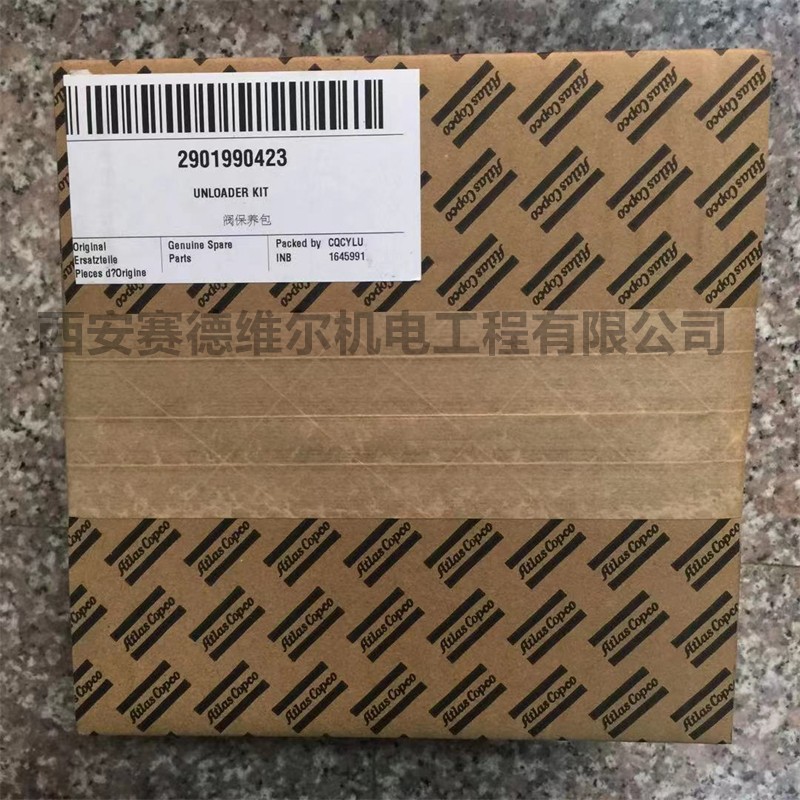 2901990423
UNLOADER KIT
阀保养包
Original Ersatzteile Pieces d?Origine
Genuine Spare Parts
Packed by CQCYLU
INB 1645991
西安赛德维尔机电工程有限公司
Atlas Copco